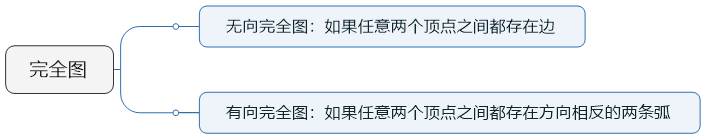 无向完全图：如果任意两个顶点之间都存在边
完全图
有向完全图：如果任意两个顶点之间都存在方向相反的两条弧